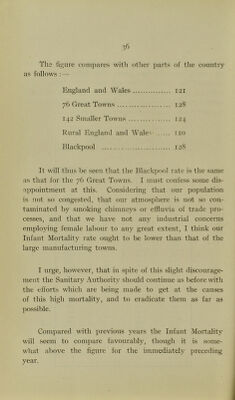 36
The figure compares with other parts of the country
as follows :—
England and Wales ............... 121
76 Great Towns ................... 128
142 Smaller Towns ............... 124
Rural England and Wales ...... 110
Blackpool ......................... 128
It will thus be seen that the Blackpool rate is the same
as that for the 76 Great Towns. I must confess some dis-
appointment at this. Considering that our population
is not so congested, that our atmosphere is not so con-
taminated by smoking chimneys or effluvia of trade pro-
cesses, and that we have not any industrial concerns
employing female labour to any great extent, I think our
Infant Mortality rate ought to be lower than that of the
large manufacturing towns.
I urge, however, that in spite of this slight discourage-
ment the Sanitary Authority should continue as before with
the efforts which are being made to get at the causes
of this high mortality, and to eradicate them as far as
possible.
Compared with previous years the Infant Mortality
will seem to compare favourably, though it is some-
what above the figure for the immediately preceding
year.